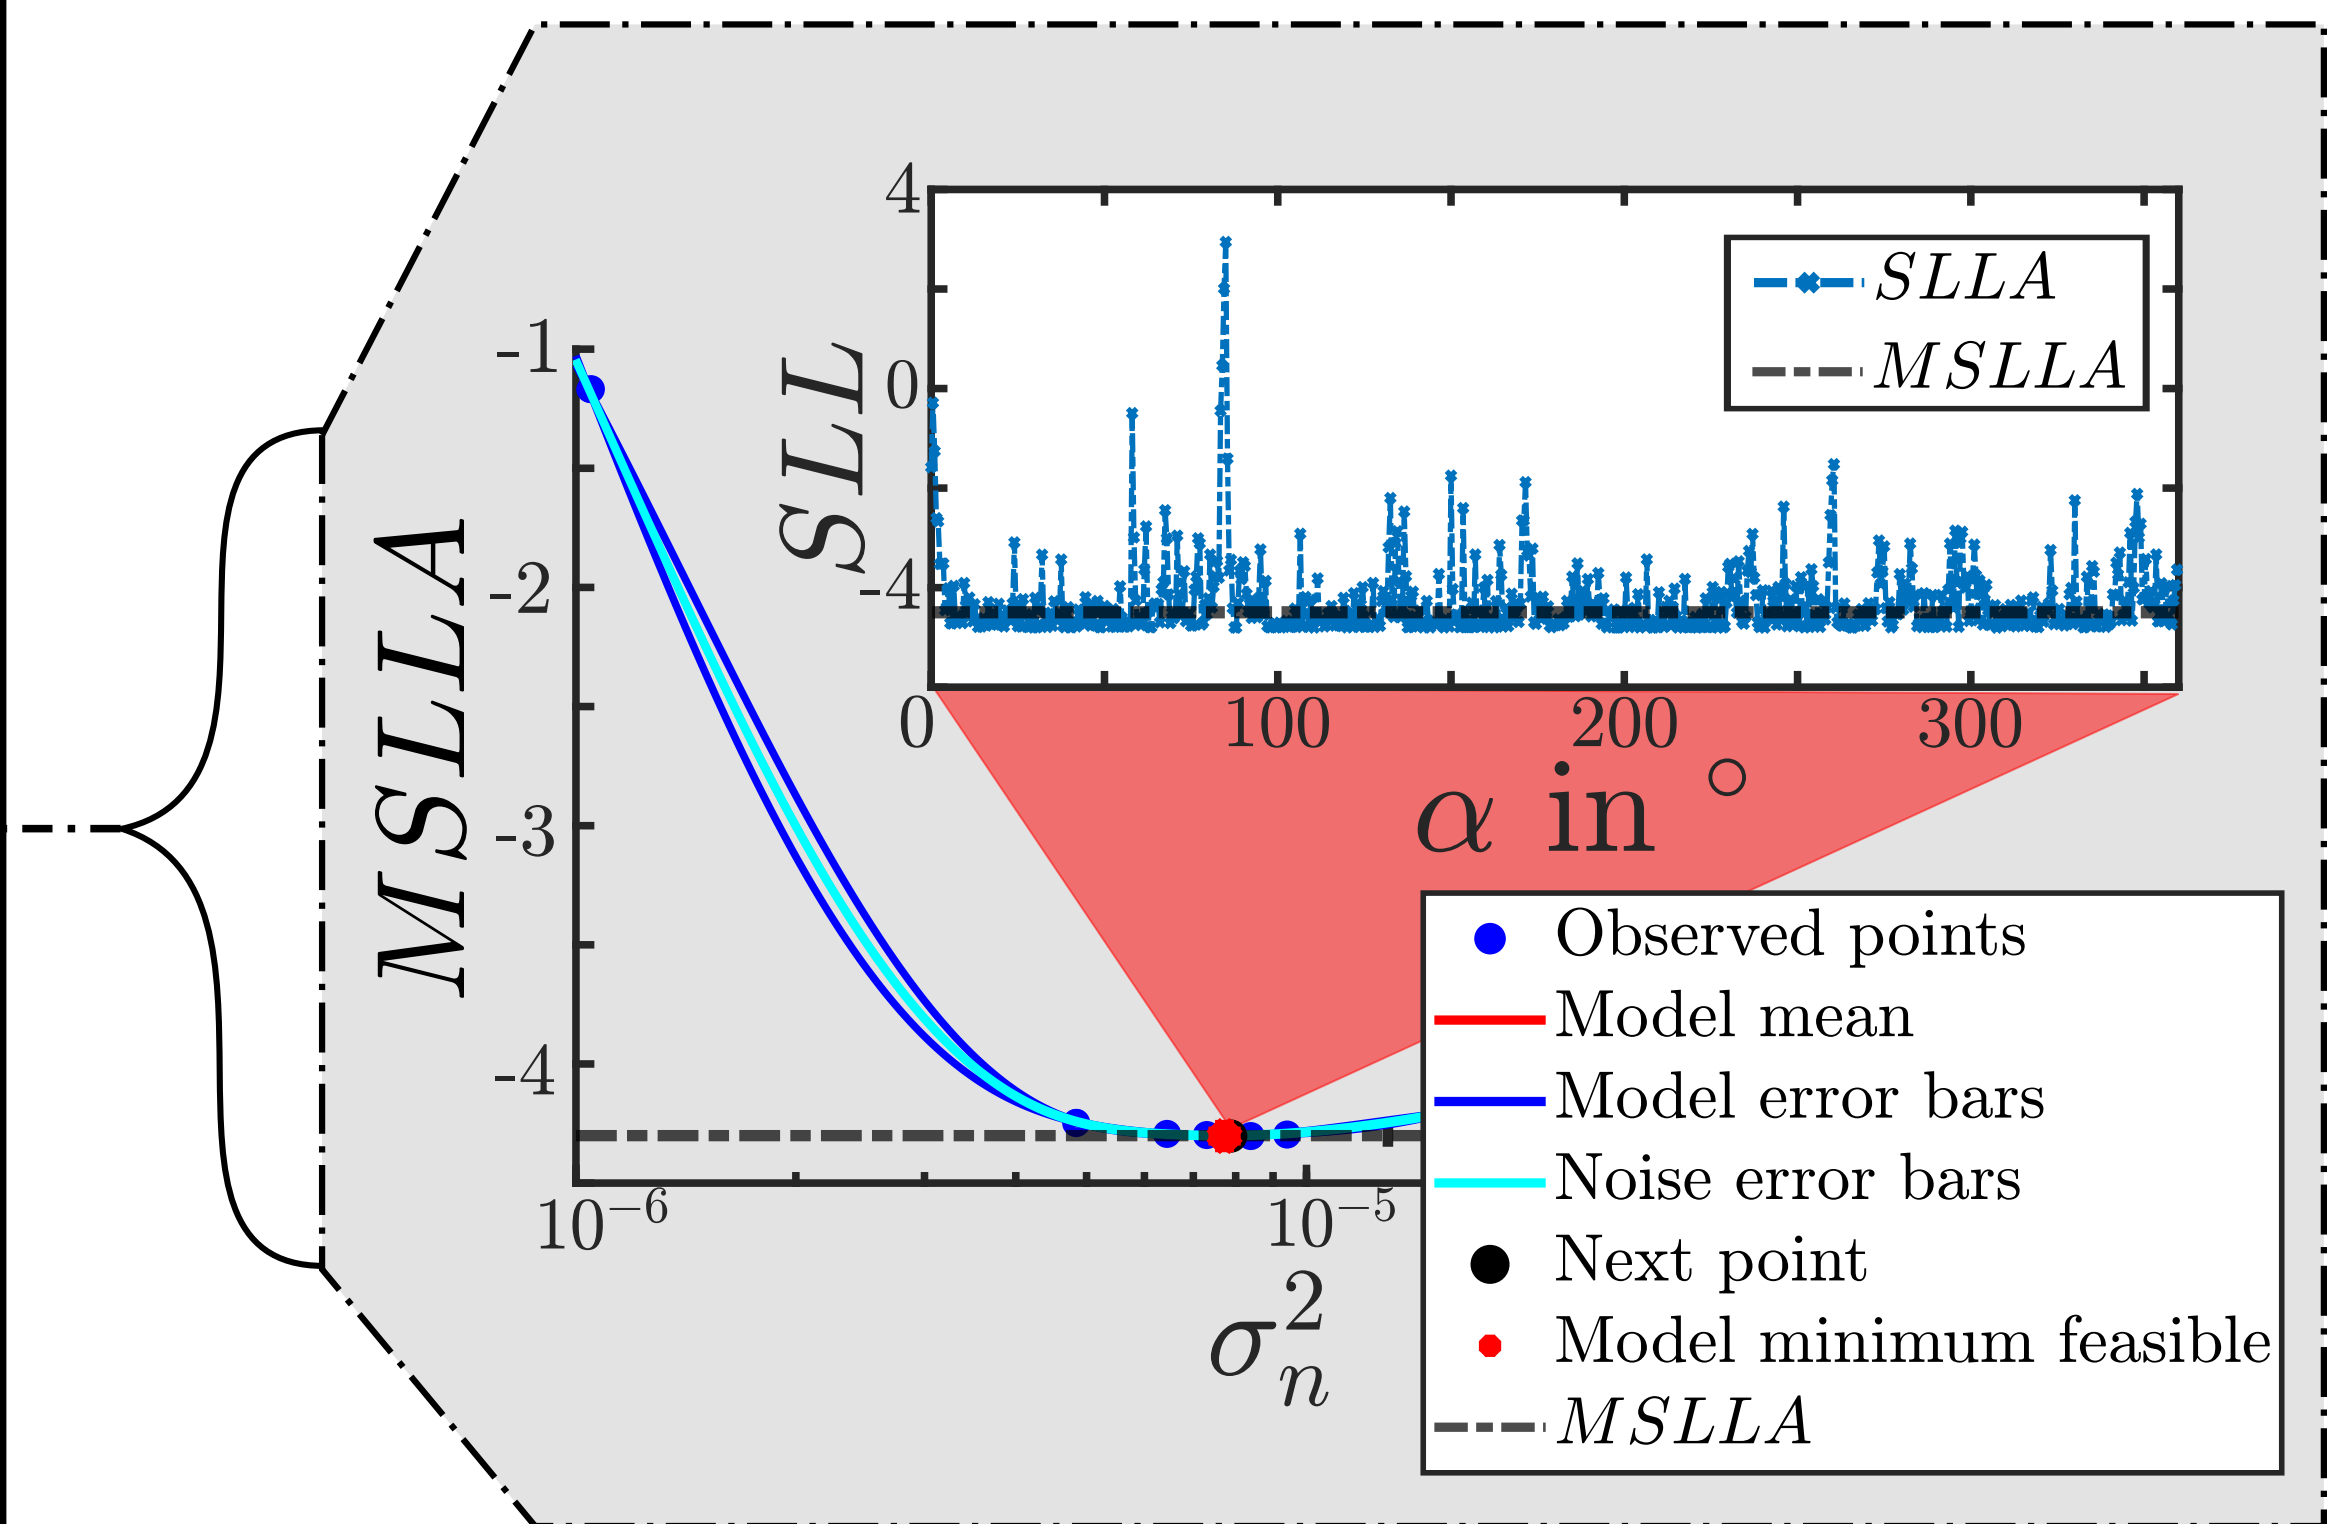 4
0
-4
SLL
SLLA
MSLLA
0 100 200 300
α in °
-1
-2
-3
-4
MSLLA
10⁻⁶ 10⁻⁵
σₙ²
Observed points
Model mean
Model error bars
Noise error bars
Next point
Model minimum feasible
MSLLA